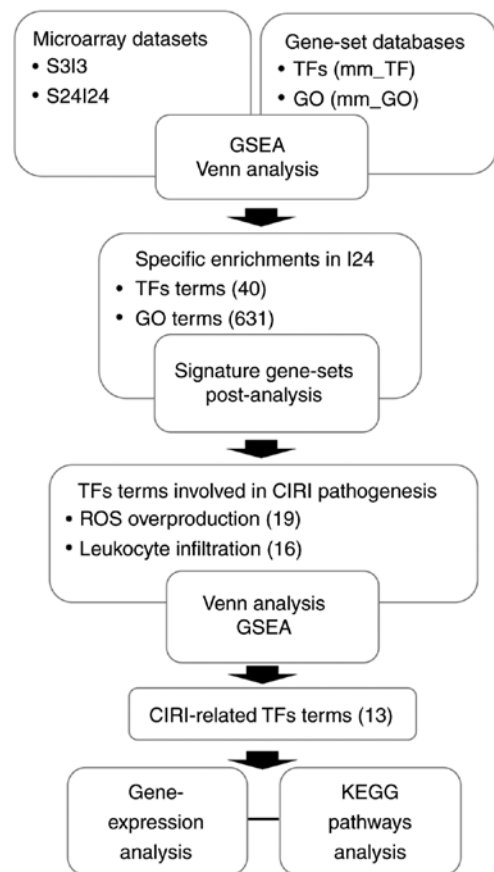 Microarray datasets
• S3I3
• S24I24
Gene-set databases
• TFs (mm_TF)
• GO (mm_GO)
GSEA
Venn analysis
Specific enrichments in I24
• TFs terms (40)
• GO terms (631)
Signature gene-sets
post-analysis
TFs terms involved in CIRI pathogenesis
• ROS overproduction (19)
• Leukocyte infiltration (16)
Venn analysis
GSEA
CIRI-related TFs terms (13)
Gene-
expression
analysis
KEGG
pathways
analysis